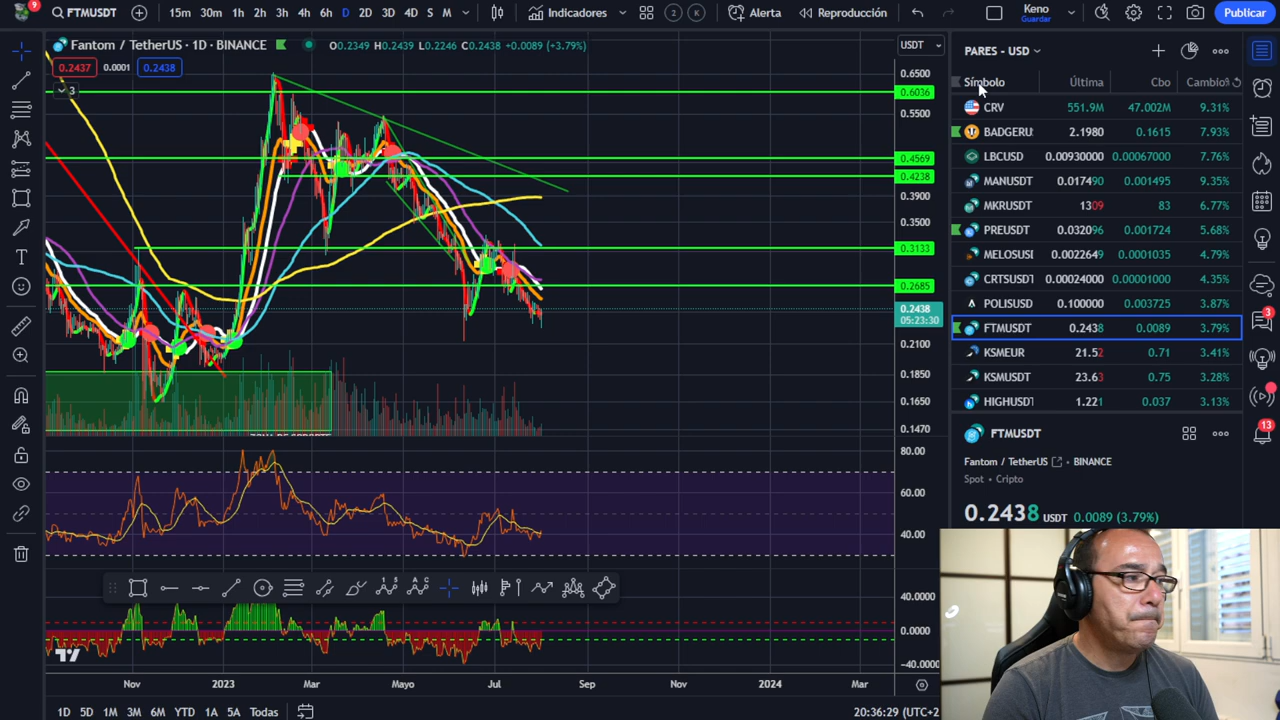 9
FTMUSDT
15m 30m 1h 2h 3h 4h 6h D 2D 3D 4D S M
Indicadores
2 K
Alerta
Reproducción
Keno
Guardar
Publicar
Fantom / TetherUS · 1D · BINANCE
O0.2349 H0.2439 L0.2246 C0.2438 +0.0089 (+3.79%)
USDT
0.2437 0.0001 0.2438
3
0.6500
0.6036
0.5500
0.4569
0.4238
0.3900
0.3500
0.3133
0.2685
0.2438
05:23:30
0.2100
0.1850
0.1650
0.1470
80.00
60.00
40.00
40.0000
0.0000
-40.0000
Nov 2023 Mar Mayo Jul Sep Nov 2024 Mar
1D 5D 1M 3M 6M YTD 1A 5A Todas
20:36:29 (UTC+2
PARES - USD
Símbolo Última Cbo Cambio%
CRV 551.9M 47.002M 9.31%
BADGERU: 2.1980 0.1615 7.93%
LBCUSD 0.00930000 0.00067000 7.76%
MANUSDT 0.017490 0.001495 9.35%
MKRUSDT 1309 83 6.77%
PREUSDT 0.032096 0.001724 5.68%
MELOSUSI 0.002649 0.0001035 4.79%
CRTSUSDT 0.00024000 0.00001000 4.35%
POLISUSD 0.100000 0.003725 3.87%
FTMUSDT 0.2438 0.0089 3.79%
KSMEUR 21.52 0.71 3.41%
KSMUSDT 23.63 0.75 3.28%
HIGHUSDT 1.221 0.037 3.13%
FTMUSDT
Fantom / TetherUS · BINANCE
Spot · Cripto
0.2438 USDT 0.0089 (3.79%)
3
13